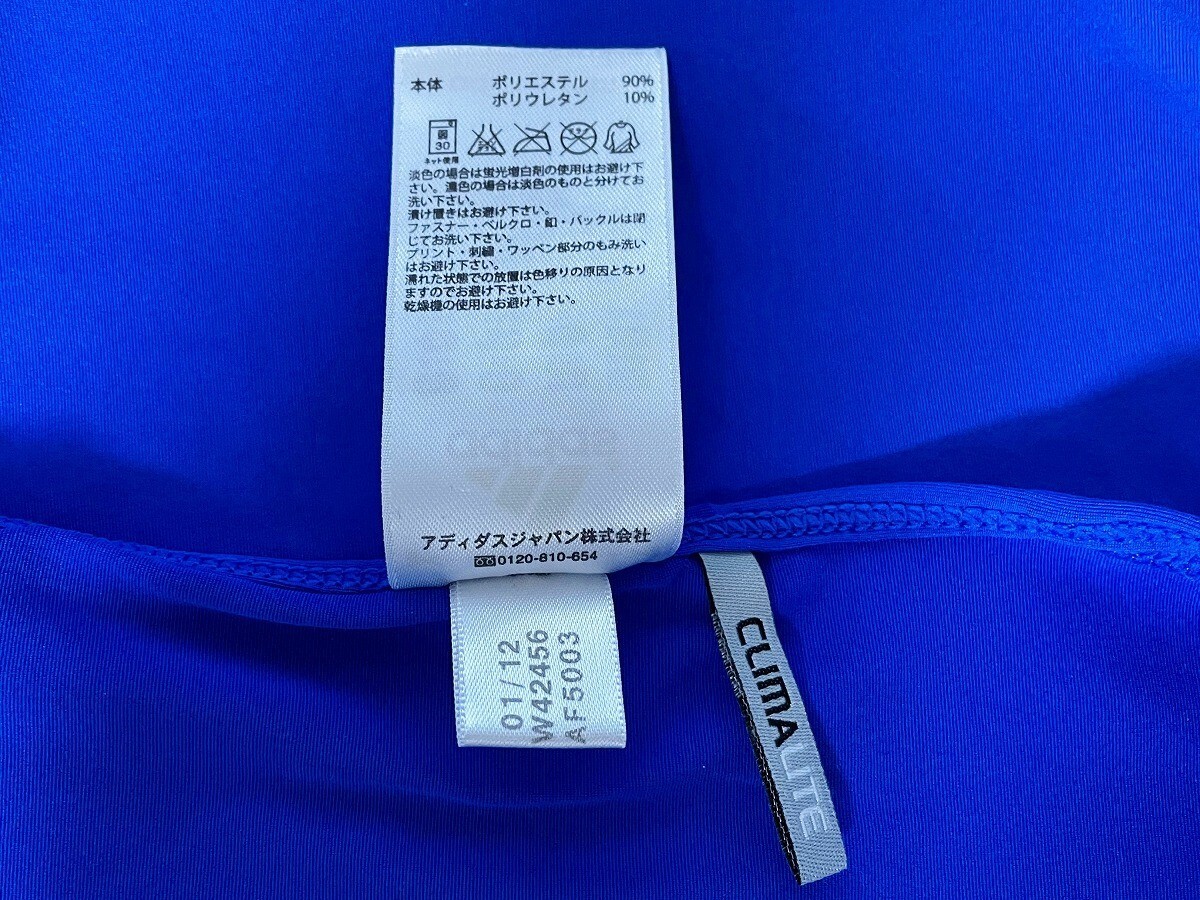 本体 ポリエステル 90%
ポリウレタン 10%
弱
30
ネット使用
淡色の場合は蛍光増白剤の使用はお避け下
さい。濃色の場合は淡色のものと分けてお
洗い下さい。
漬け置きはお避け下さい。
ファスナー・ベルクロ・釦・バックルは閉
じてお洗い下さい。
プリント・刺繍・ワッペン部分のもみ洗い
はお避け下さい。
濡れた状態での放置は色移りの原因となり
ますのでお避け下さい。
乾燥機の使用はお避け下さい。
アディダスジャパン株式会社
0120-810-654
01/12
W42456
AF5003
CLIMALITE